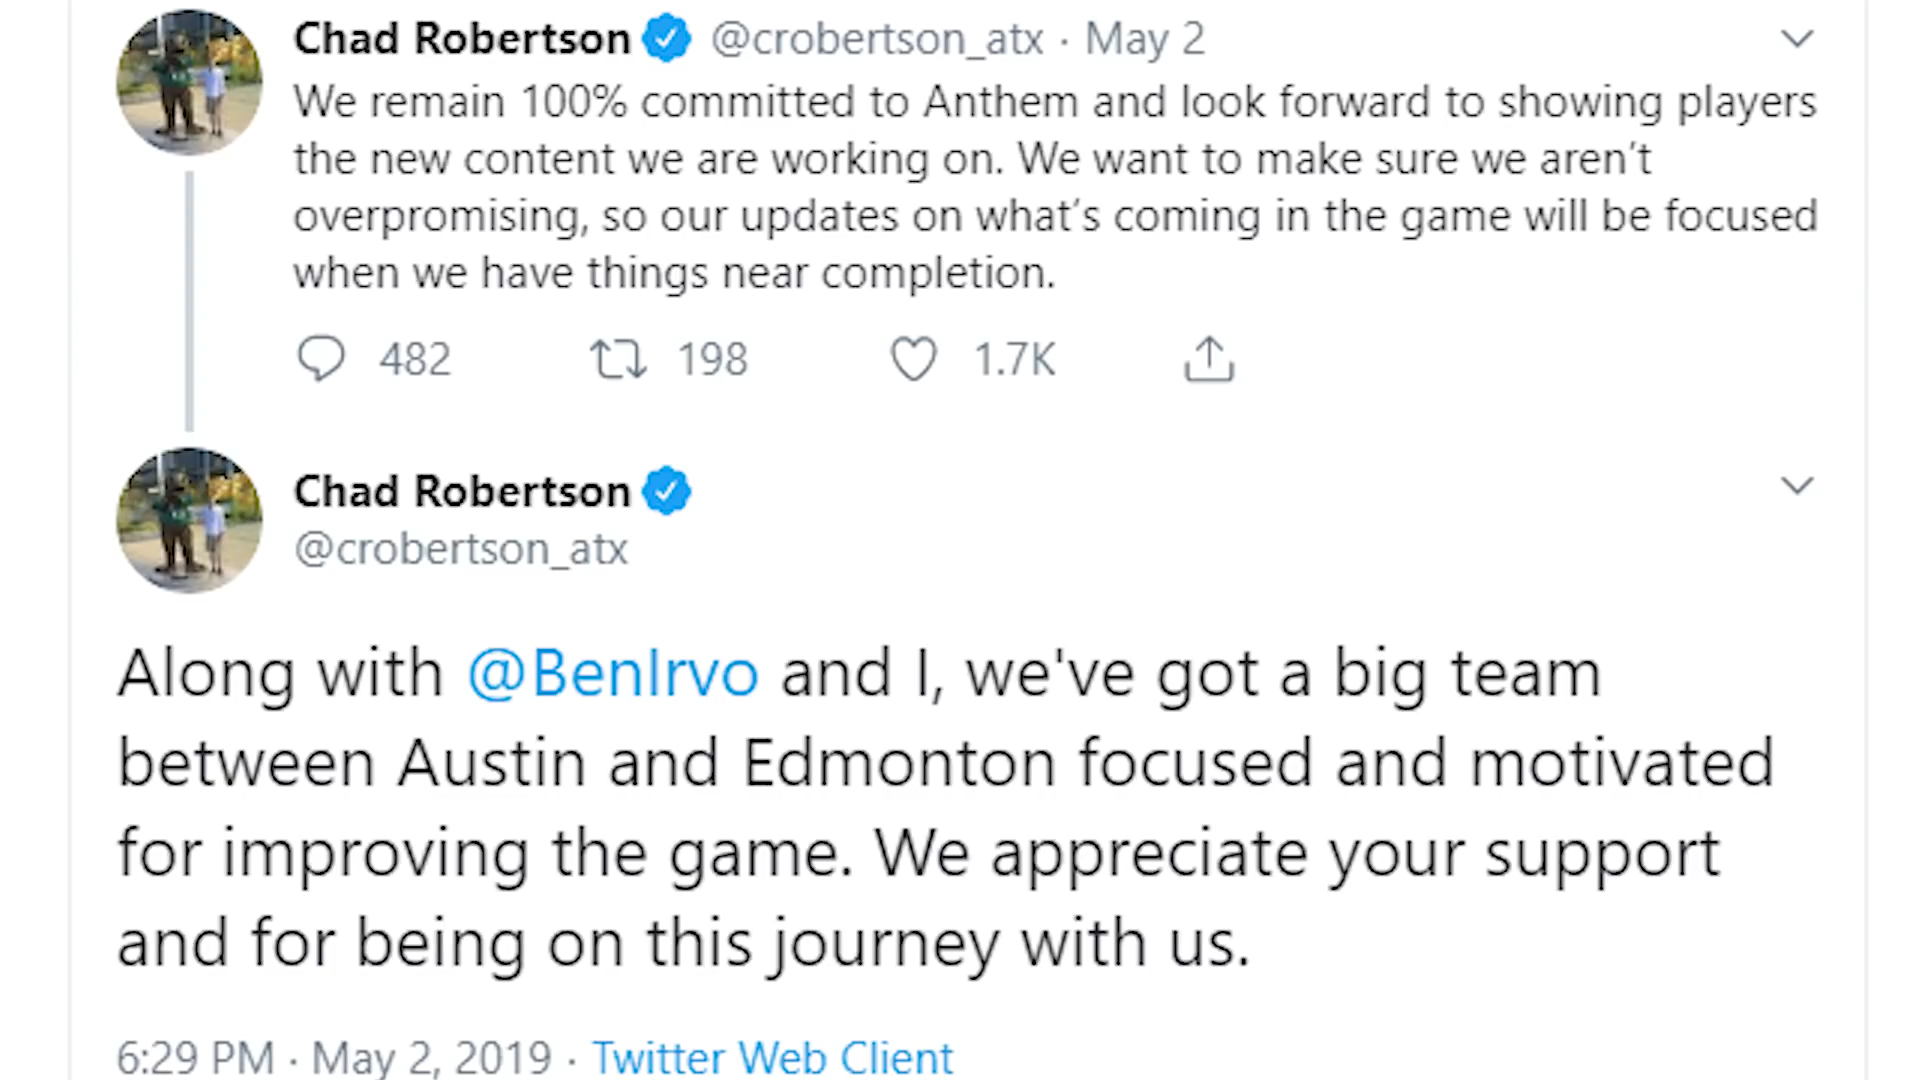 Chad Robertson @crobertson_atx · May 2
We remain 100% committed to Anthem and look forward to showing players
the new content we are working on. We want to make sure we aren’t
overpromising, so our updates on what’s coming in the game will be focused
when we have things near completion.
482 198 1.7K
Chad Robertson
@crobertson_atx
Along with @BenIrvo and I, we've got a big team
between Austin and Edmonton focused and motivated
for improving the game. We appreciate your support
and for being on this journey with us.
6:29 PM · May 2, 2019 · Twitter Web Client